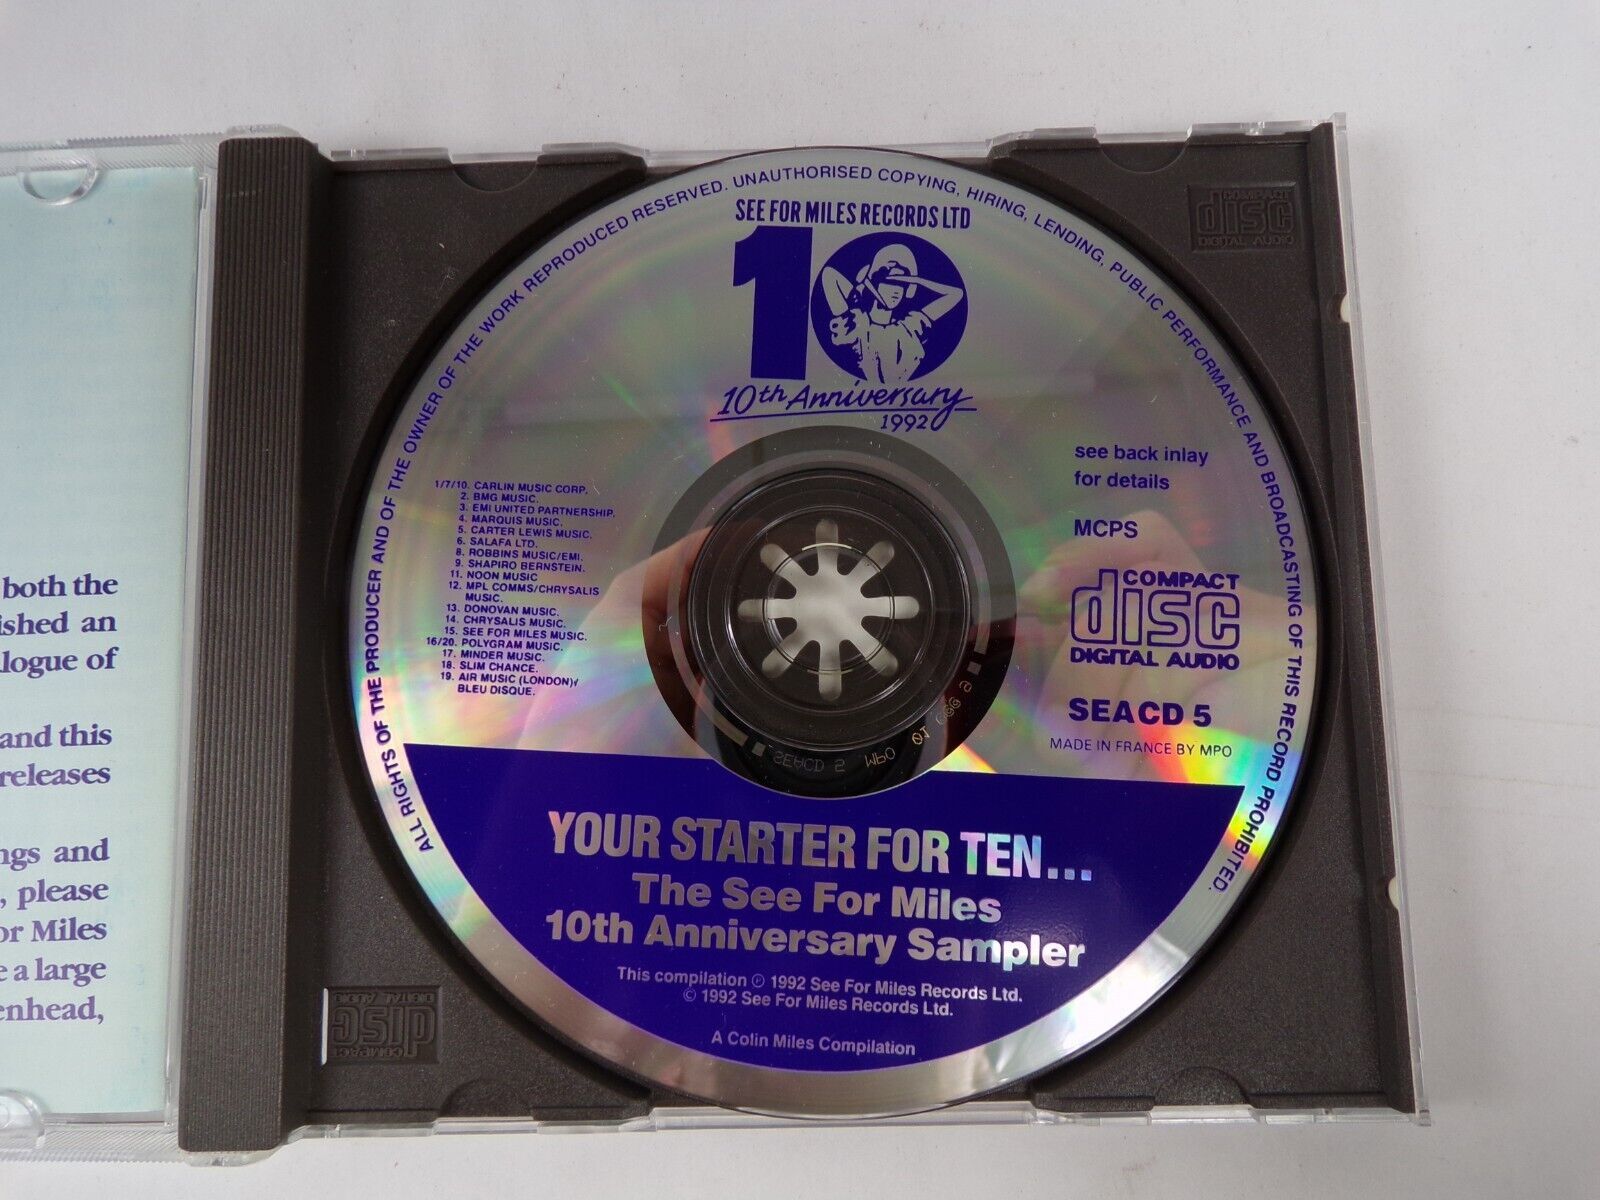 both the
ished an
logue of
and this
releases
ngs and
, please
or Miles
e a large
enhead,
ALL RIGHTS OF THE PRODUCER AND OF THE OWNER OF THE WORK REPRODUCED RESERVED. UNAUTHORISED COPYING, HIRING, LENDING, PUBLIC PERFORMANCE AND BROADCASTING OF THIS RECORD PROHIBITED.
SEE FOR MILES RECORDS LTD
10
10th Anniversary
1992
see back inlay
for details
MCPS
COMPACT
disc
DIGITAL AUDIO
SEACD 5
MADE IN FRANCE BY MPO
1/7/10. CARLIN MUSIC CORP.
2. BMG MUSIC.
3. EMI UNITED PARTNERSHIP.
4. MARQUIS MUSIC.
5. CARTER LEWIS MUSIC.
6. SALAFA LTD.
8. ROBBINS MUSIC/EMI.
9. SHAPIRO BERNSTEIN.
11. NOON MUSIC
12. MPL COMMS/CHRYSALIS
MUSIC.
13. DONOVAN MUSIC.
14. CHRYSALIS MUSIC.
15. SEE FOR MILES MUSIC.
16/20. POLYGRAM MUSIC.
17. MINDER MUSIC.
18. SLIM CHANCE.
19. AIR MUSIC (LONDON)/
BLEU DISQUE.
YOUR STARTER FOR TEN...
The See For Miles
10th Anniversary Sampler
This compilation ℗ 1992 See For Miles Records Ltd.
© 1992 See For Miles Records Ltd.
A Colin Miles Compilation
COMPACT
disc
DIGITAL AUDIO
COMPACT
disc
DIGITAL AUDIO